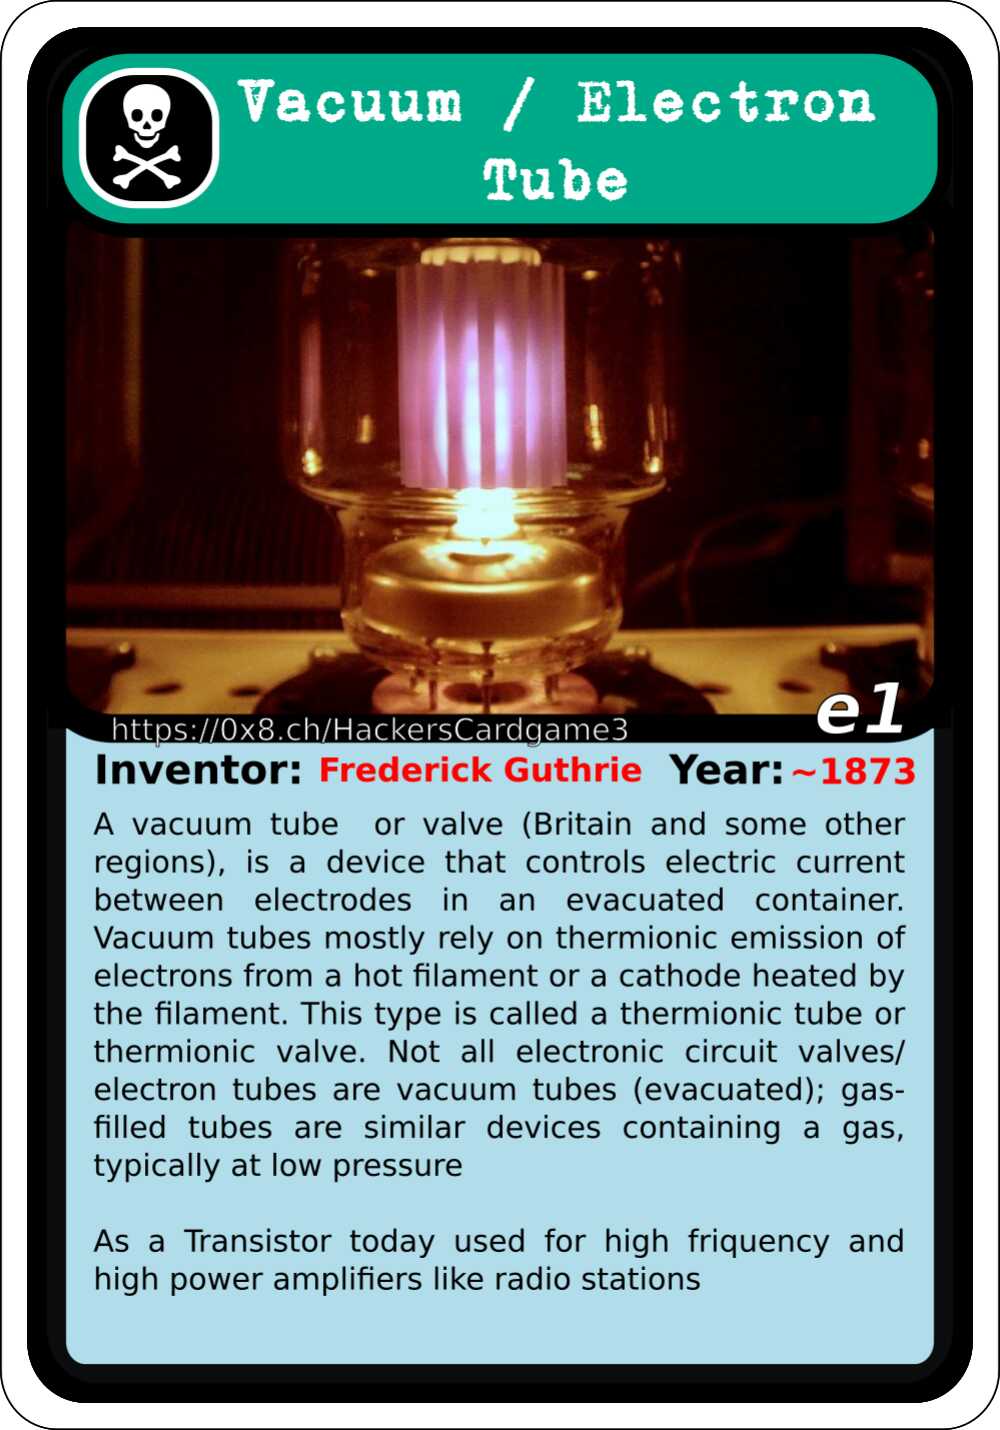 Vacuum / Electron
Tube
e1
https://0x8.ch/HackersCardgame3
Inventor: Frederick Guthrie Year: ~1873
A vacuum tube or valve (Britain and some other
regions), is a device that controls electric current
between electrodes in an evacuated container.
Vacuum tubes mostly rely on thermionic emission of
electrons from a hot filament or a cathode heated by
the filament. This type is called a thermionic tube or
thermionic valve. Not all electronic circuit valves/
electron tubes are vacuum tubes (evacuated); gas-
filled tubes are similar devices containing a gas,
typically at low pressure
As a Transistor today used for high friquency and
high power amplifiers like radio stations